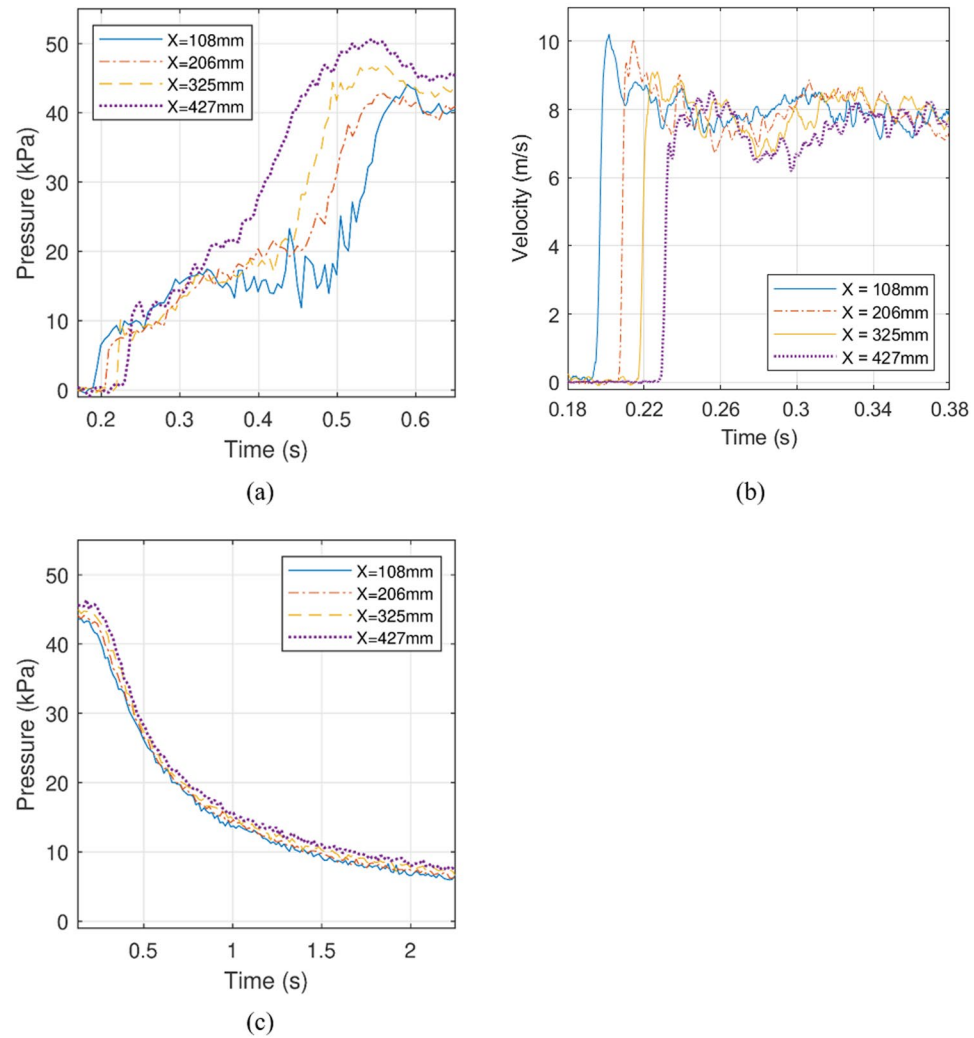 50
40
30
20
10
0
Pressure (kPa)
X=108mm
X=206mm
X=325mm
X=427mm
0.2 0.3 0.4 0.5 0.6
Time (s)
(a)
10
8
6
4
2
0
Velocity (m/s)
X = 108mm
X = 206mm
X = 325mm
X = 427mm
0.18 0.22 0.26 0.3 0.34 0.38
Time (s)
(b)
50
40
30
20
10
0
Pressure (kPa)
X=108mm
X=206mm
X=325mm
X=427mm
0.5 1 1.5 2
Time (s)
(c)